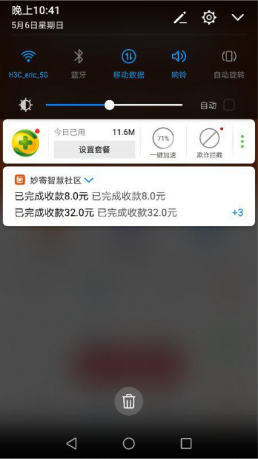 晚上10:41
5月6日星期日
H3C_eric_5G
蓝牙
移动数据
响铃
自动旋转
自动
今日已用 11.6M
设置套餐
71%
一键加速
欺诈拦截
妙寄智慧社区
已完成收款8.0元 已完成收款8.0元
已完成收款32.0元 已完成收款32.0元
+3